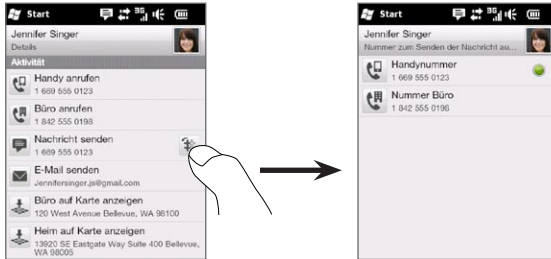 Start
3G
Jennifer Singer
Details
Aktivität
Handy anrufen
1 669 555 0123
Büro anrufen
1 842 555 0198
Nachricht senden
1 669 555 0123
E-Mail senden
Jennifersinger.js@gmail.com
Büro auf Karte anzeigen
120 West Avenue Bellevue, WA 98100
Heim auf Karte anzeigen
13920 SE Eastgate Way Suite 400 Bellevue,
WA 98005
Start
3G
Jennifer Singer
Nummer zum Senden der Nachricht au...
Handynummer
1 669 555 0123
Nummer Büro
1 842 555 0198